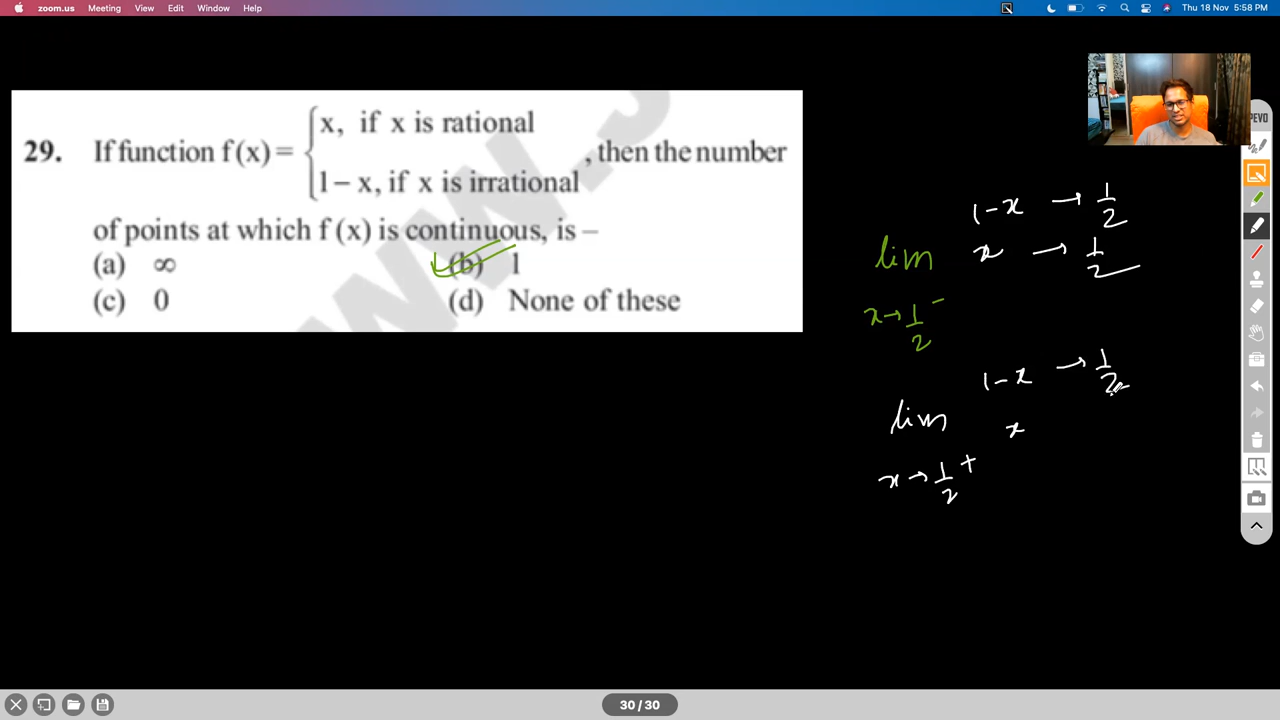 zoom.us Meeting View Edit Window Help Thu 18 Nov 5:58 PM
29. If function f (x) = { x, if x is rational
1 – x, if x is irrational , then the number
of points at which f (x) is continuous, is –
(a) ∞ (b) 1
(c) 0 (d) None of these
WWW.J
1-x → 1/2
lim x → 1/2
x → 1/2 -
1-x → 1/2
lim x
x → 1/2 +
IPEVO
30 / 30